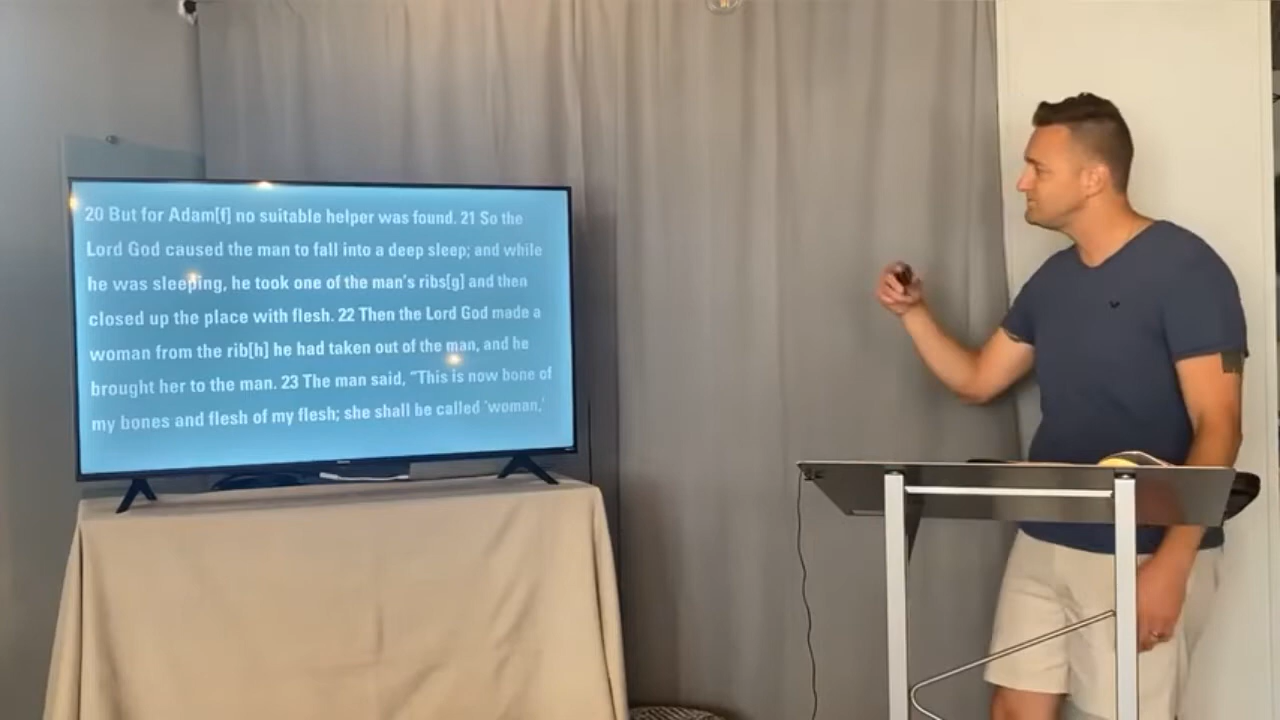 20 But for Adam[f] no suitable helper was found. 21 So the
Lord God caused the man to fall into a deep sleep; and while
he was sleeping, he took one of the man's ribs[g] and then
closed up the place with flesh. 22 Then the Lord God made a
woman from the rib[h] he had taken out of the man, and he
brought her to the man. 23 The man said, “This is now bone of
my bones and flesh of my flesh; she shall be called ‘woman,’